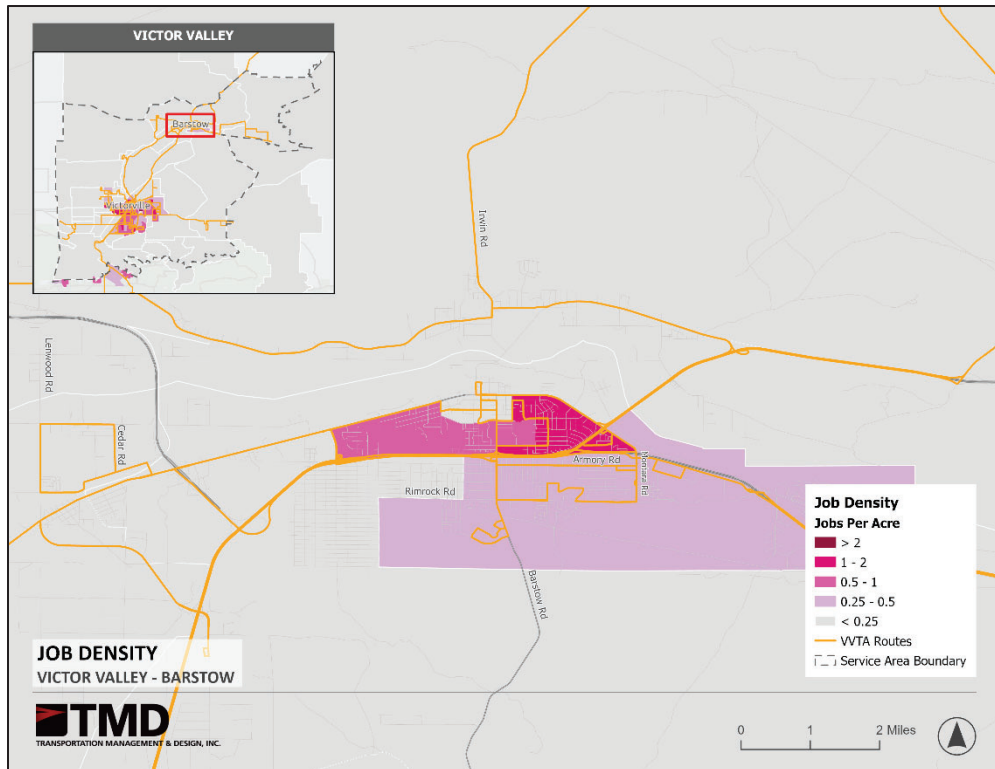 VICTOR VALLEY
Barstow
Victorville
Irwin Rd
Lenwood Rd
Cedar Rd
Armory Rd
Montara Rd
Rimrock Rd
Barstow Rd
Job Density
Jobs Per Acre
> 2
1 - 2
0.5 - 1
0.25 - 0.5
< 0.25
VVTA Routes
Service Area Boundary
JOB DENSITY
VICTOR VALLEY - BARSTOW
TMD
TRANSPORTATION MANAGEMENT & DESIGN, INC.
0 1 2 Miles